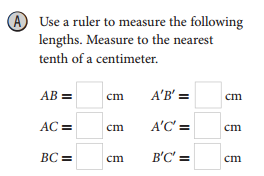 A Use a ruler to measure the following
lengths. Measure to the nearest
tenth of a centimeter.
AB = cm A′B′ = cm
AC = cm A′C′ = cm
BC = cm B′C′ = cm